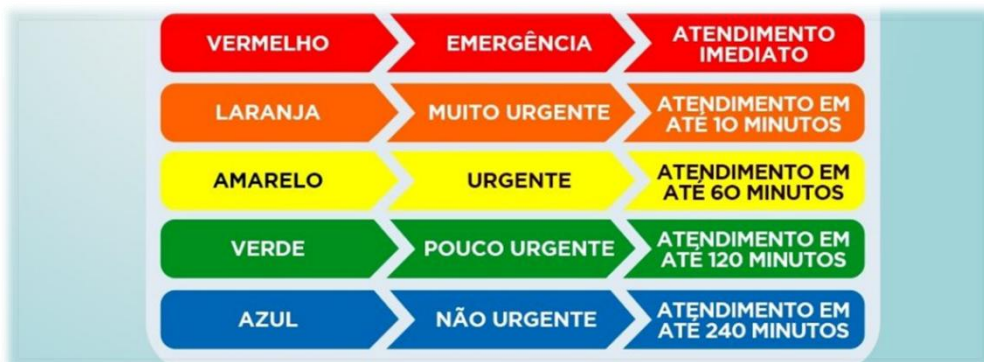 VERMELHO
EMERGÊNCIA
ATENDIMENTO
IMEDIATO
LARANJA
MUITO URGENTE
ATENDIMENTO EM
ATÉ 10 MINUTOS
AMARELO
URGENTE
ATENDIMENTO EM
ATÉ 60 MINUTOS
VERDE
POUCO URGENTE
ATENDIMENTO EM
ATÉ 120 MINUTOS
AZUL
NÃO URGENTE
ATENDIMENTO EM
ATÉ 240 MINUTOS